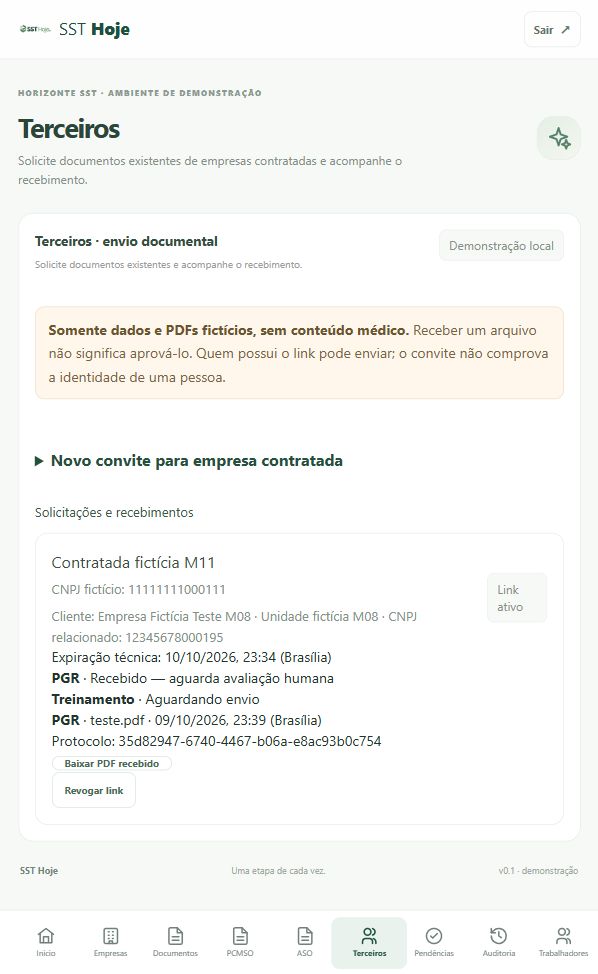 SST Hoje SST Hoje
Sair ↗
HORIZONTE SST · AMBIENTE DE DEMONSTRAÇÃO
Terceiros
Solicite documentos existentes de empresas contratadas e acompanhe o
recebimento.
Terceiros · envio documental
Demonstração local
Solicite documentos existentes e acompanhe o recebimento.
Somente dados e PDFs fictícios, sem conteúdo médico. Receber um arquivo
não significa aprová-lo. Quem possui o link pode enviar; o convite não comprova
a identidade de uma pessoa.
▶ Novo convite para empresa contratada
Solicitações e recebimentos
Contratada fictícia M11
CNPJ fictício: 11111111000111
Link
ativo
Cliente: Empresa Fictícia Teste M08 · Unidade fictícia M08 · CNPJ
relacionado: 12345678000195
Expiração técnica: 10/10/2026, 23:34 (Brasília)
PGR · Recebido — aguarda avaliação humana
Treinamento · Aguardando envio
PGR · teste.pdf · 09/10/2026, 23:39 (Brasília)
Protocolo: 35d82947-6740-4467-b06a-e8ac93b0c754
Baixar PDF recebido
Revogar link
SST Hoje
Uma etapa de cada vez.
v0.1 · demonstração
Início
Empresas
Documentos
PCMSO
ASO
Terceiros
Pendências
Auditoria
Trabalhadores